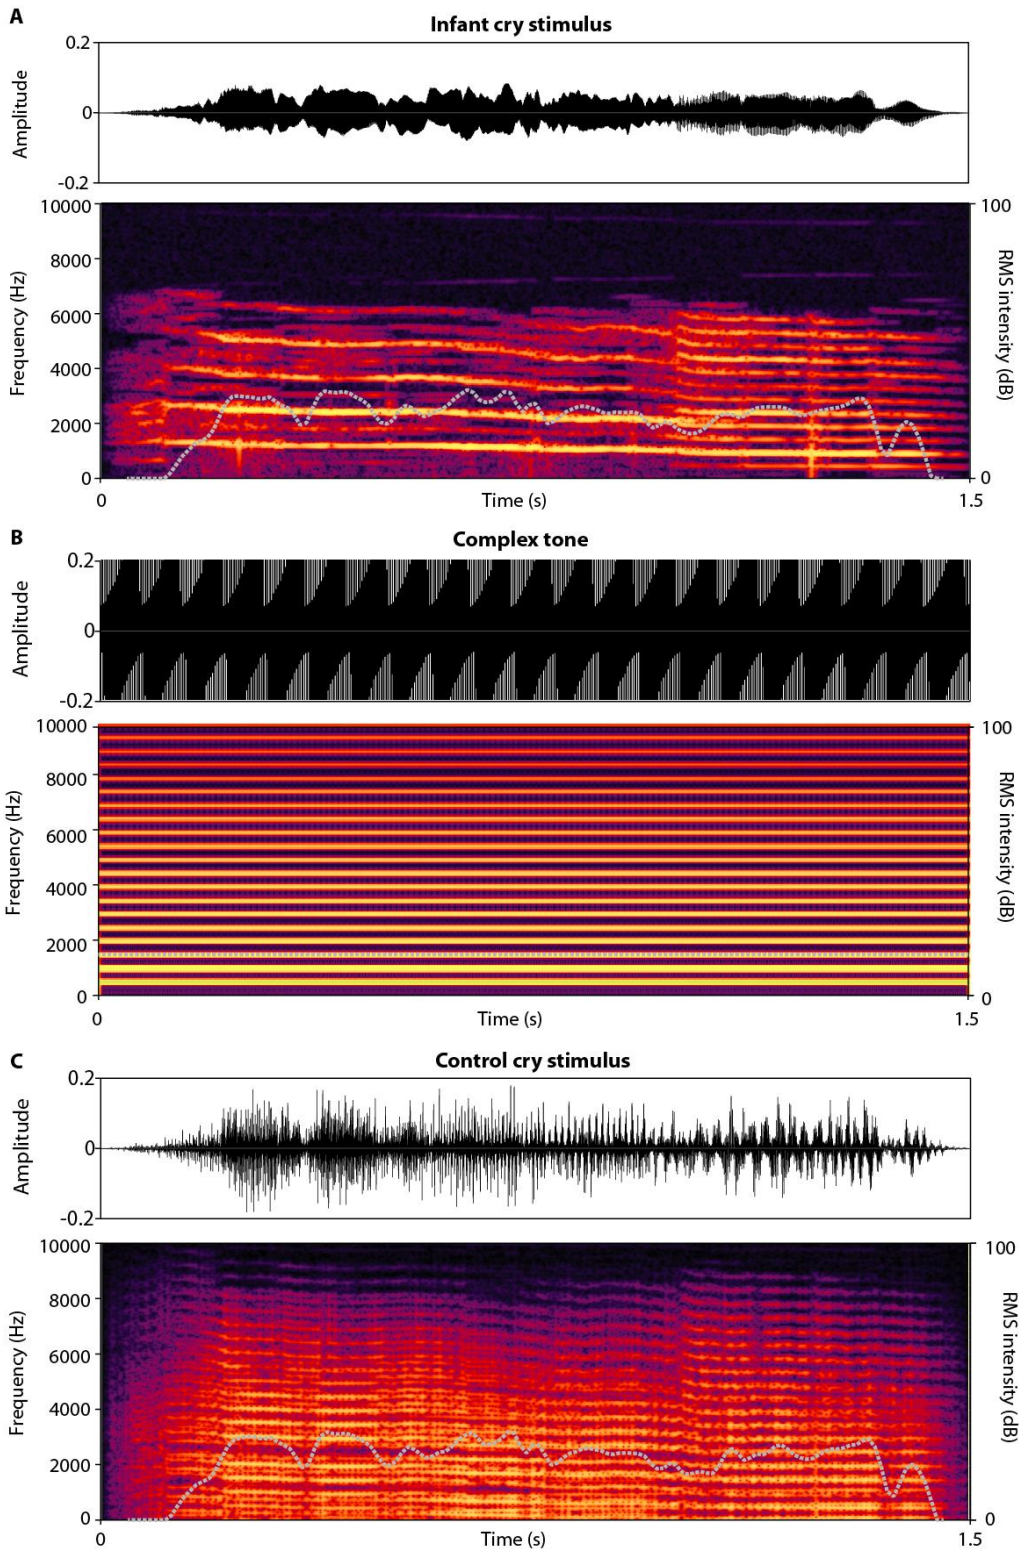 A
Infant cry stimulus
0.2
Amplitude
0
-0.2
10000
8000
6000
4000
2000
0
Frequency (Hz)
100
RMS intensity (dB)
0
0
Time (s)
1.5
B
Complex tone
0.2
Amplitude
0
-0.2
10000
8000
6000
4000
2000
0
Frequency (Hz)
100
RMS intensity (dB)
0
0
Time (s)
1.5
C
Control cry stimulus
0.2
Amplitude
0
-0.2
10000
8000
6000
4000
2000
0
Frequency (Hz)
100
RMS intensity (dB)
0
0
Time (s)
1.5